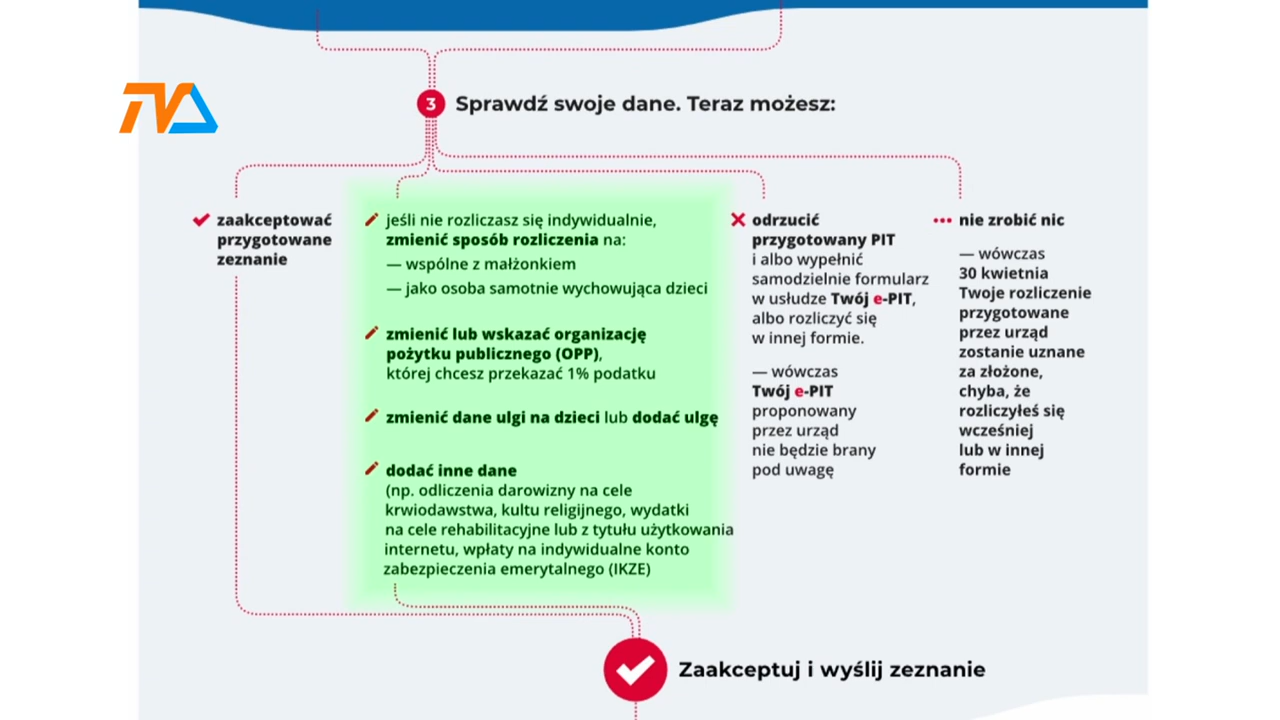 TVA
3 Sprawdź swoje dane. Teraz możesz:
zaakceptować
przygotowane
zeznanie
jeśli nie rozliczasz się indywidualnie,
zmienić sposób rozliczenia na:
— wspólne z małżonkiem
— jako osoba samotnie wychowująca dzieci
zmienić lub wskazać organizację
pożytku publicznego (OPP),
której chcesz przekazać 1% podatku
zmienić dane ulgi na dzieci lub dodać ulgę
dodać inne dane
(np. odliczenia darowizny na cele
krwiodawstwa, kultu religijnego, wydatki
na cele rehabilitacyjne lub z tytułu użytkowania
internetu, wpłaty na indywidualne konto
zabezpieczenia emerytalnego (IKZE)
odrzucić
przygotowany PIT
i albo wypełnić
samodzielnie formularz
w usłudze Twój e-PIT,
albo rozliczyć się
w innej formie.
— wówczas
Twój e-PIT
proponowany
przez urząd
nie będzie brany
pod uwagę
nie zrobić nic
— wówczas
30 kwietnia
Twoje rozliczenie
przygotowane
przez urząd
zostanie uznane
za złożone,
chyba, że
rozliczyłeś się
wcześniej
lub w innej
formie
Zaakceptuj i wyślij zeznanie